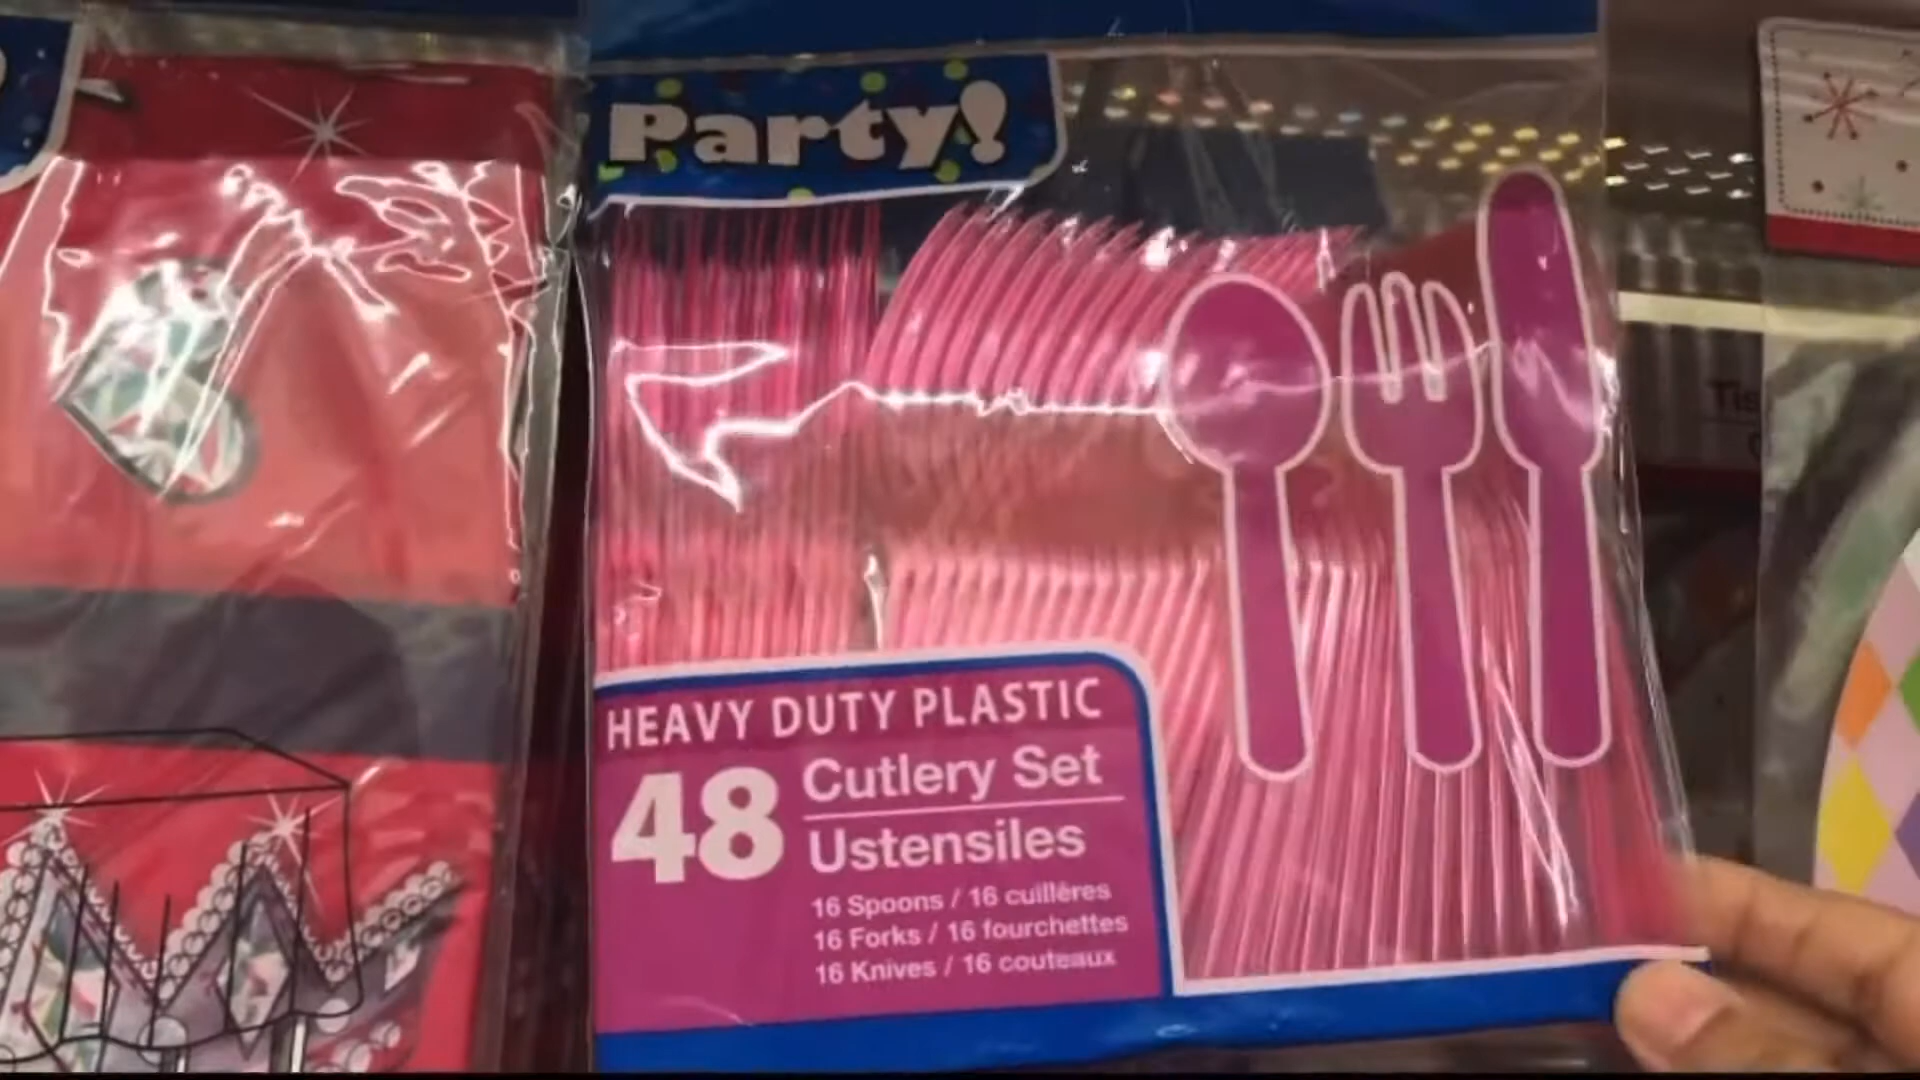 Party!
HEAVY DUTY PLASTIC
48
Cutlery Set
Ustensiles
16 Spoons / 16 cuillères
16 Forks / 16 fourchettes
16 Knives / 16 couteaux